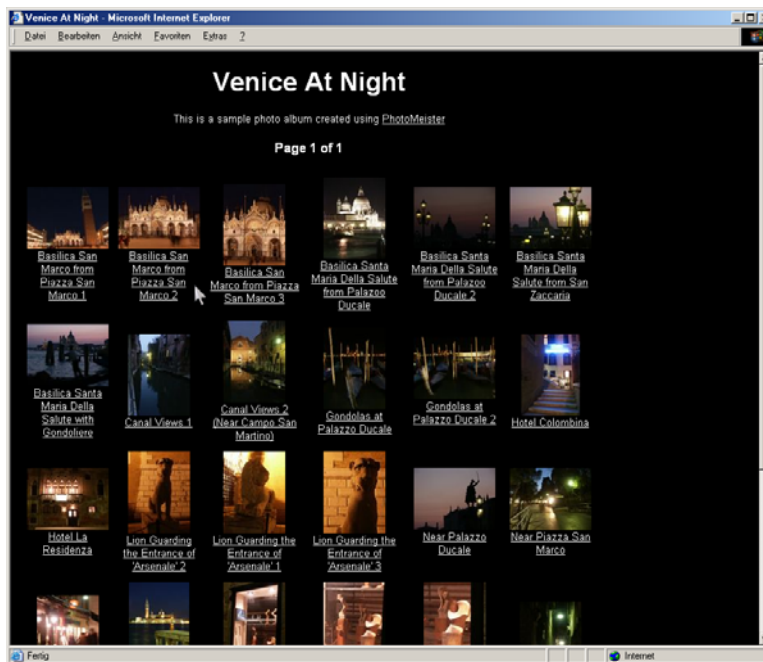 Venice At Night - Microsoft Internet Explorer
Datei Bearbeiten Ansicht Favoriten Extras ?
Venice At Night
This is a sample photo album created using PhotoMeister
Page 1 of 1
Basilica San
Marco from
Piazza San
Marco 1
Basilica San
Marco from
Piazza San
Marco 2
Basilica San
Marco from Piazza
San Marco 3
Basilica Santa
Maria Della Salute
from Palazoo
Ducale
Basilica Santa
Maria Della Salute
from Palazoo
Ducale 2
Basilica Santa
Maria Della
Salute from San
Zaccaria
Basilica Santa
Maria Della
Salute with
Gondoliere
Canal Views 1
Canal Views 2
(Near Campo San
Martino)
Gondolas at
Palazzo Ducale
Gondolas at
Palazzo Ducale 2
Hotel Colombina
Hotel La
Residenza
Lion Guarding
the Entrance of
'Arsenale' 2
Lion Guarding the
Entrance of
'Arsenale' 1
Lion Guarding the
Entrance of
'Arsenale' 3
Near Palazzo
Ducale
Near Piazza San
Marco
Fertig
Internet